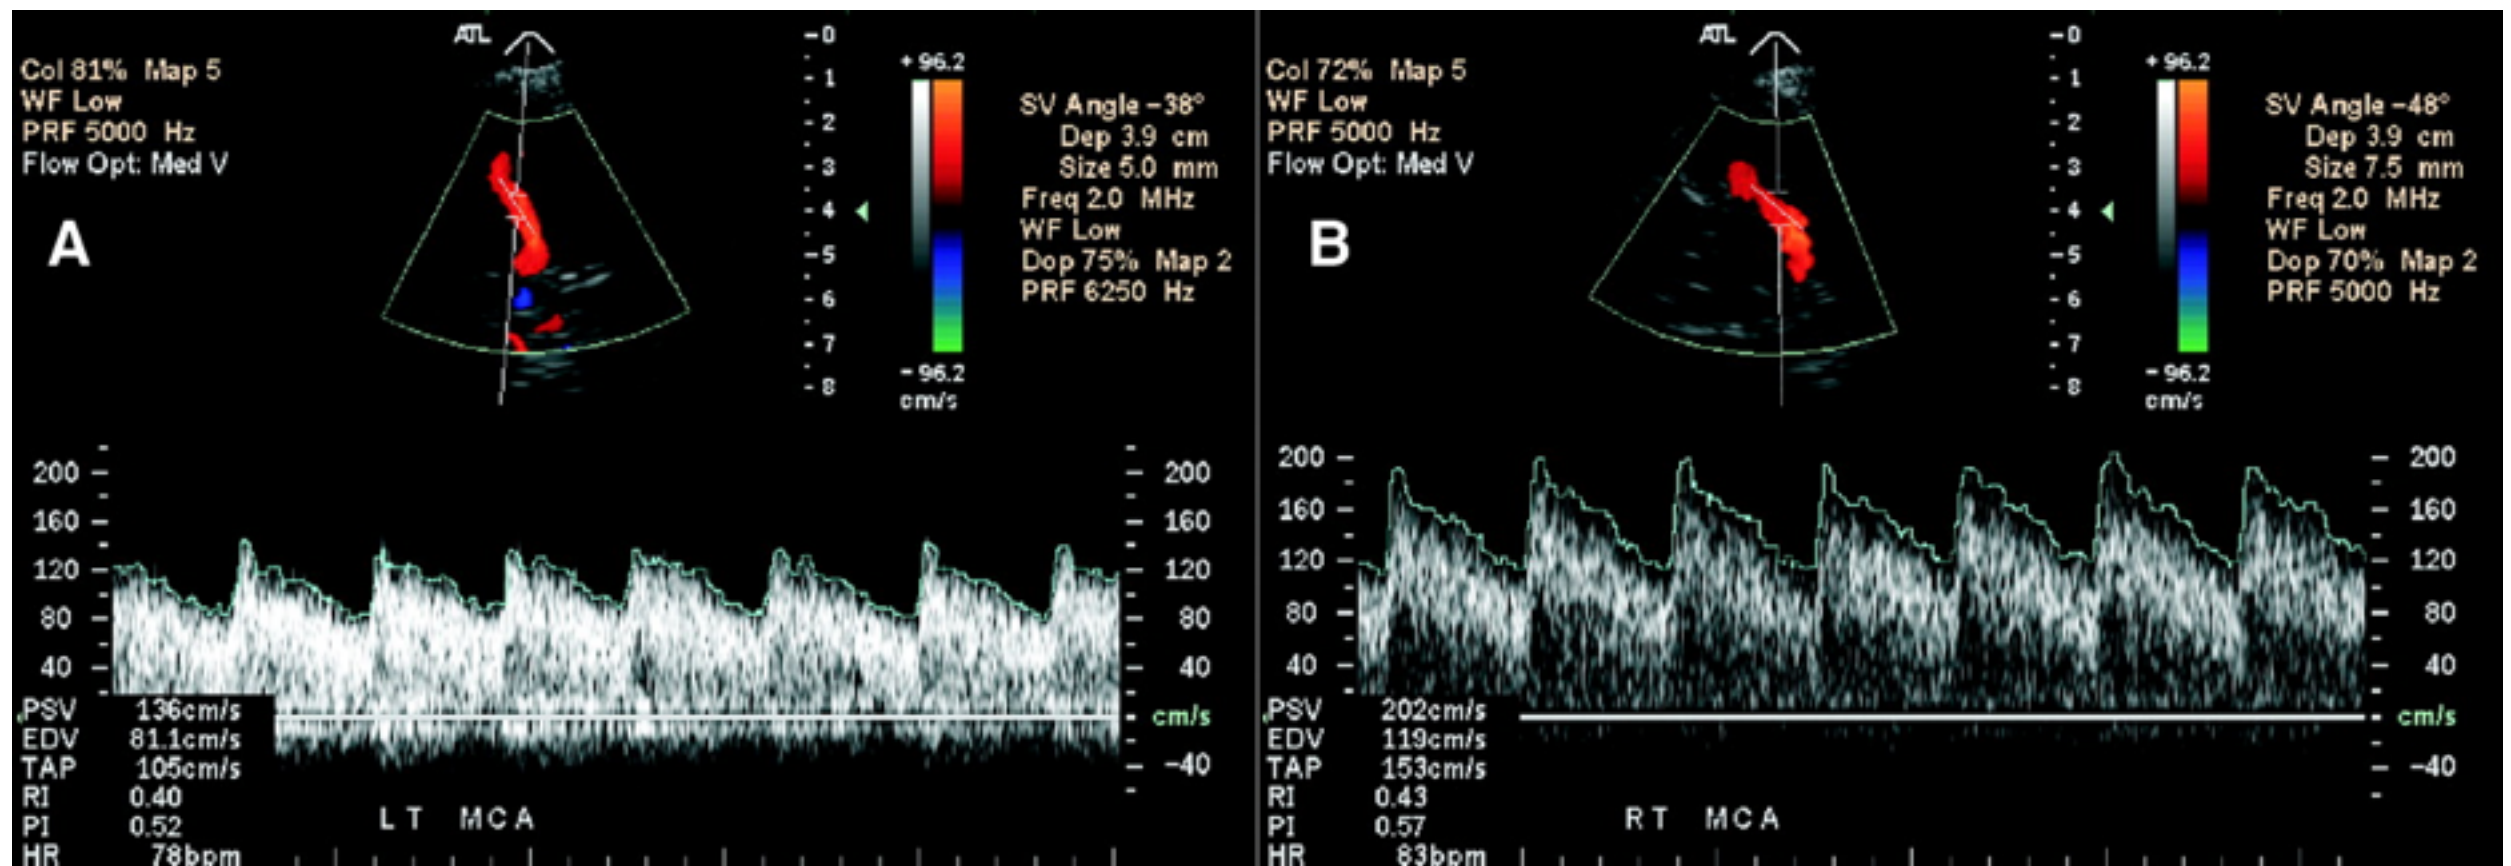 ATL
Col 81% Map 5
WF Low
PRF 5000 Hz
Flow Opt: Med V
A
0
1
2
3
4
5
6
7
8
+96.2
-96.2
cm/s
SV Angle -38°
Dep 3.9 cm
Size 5.0 mm
Freq 2.0 MHz
WF Low
Dop 75% Map 2
PRF 6250 Hz
200
160
120
80
40
200
160
120
80
40
cm/s
-40
PSV 136cm/s
EDV 81.1cm/s
TAP 105cm/s
RI 0.40
PI 0.52
HR 78bpm
LT MCA
ATL
Col 72% Map 5
WF Low
PRF 5000 Hz
Flow Opt: Med V
B
0
1
2
3
4
5
6
7
8
+96.2
-96.2
cm/s
SV Angle -48°
Dep 3.9 cm
Size 7.5 mm
Freq 2.0 MHz
WF Low
Dop 70% Map 2
PRF 5000 Hz
200
160
120
80
40
200
160
120
80
40
cm/s
-40
PSV 202cm/s
EDV 119cm/s
TAP 153cm/s
RI 0.43
PI 0.57
HR 83bpm
RT MCA